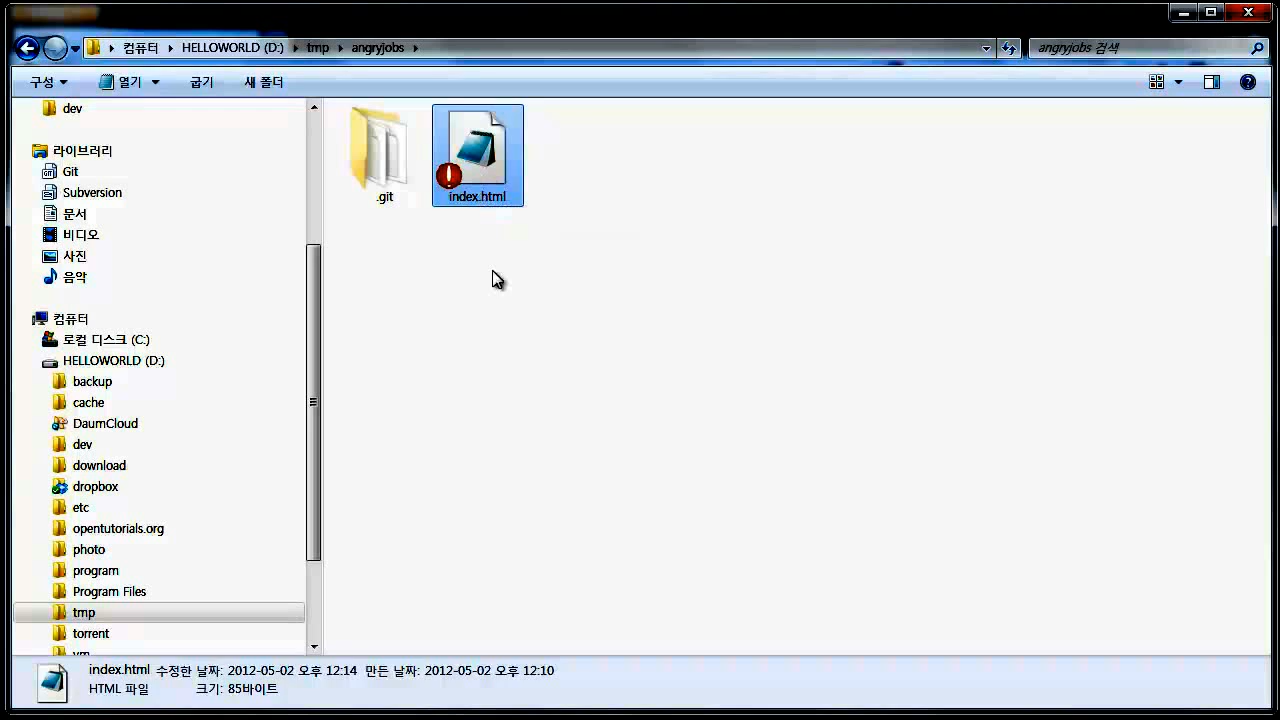 컴퓨터 HELLOWORLD (D:) tmp angryjobs angryjobs 검색
구성 열기 굽기 새 폴더
dev
라이브러리
Git
Subversion
문서
비디오
사진
음악
컴퓨터
로컬 디스크 (C:)
HELLOWORLD (D:)
backup
cache
DaumCloud
dev
download
dropbox
etc
opentutorials.org
photo
program
Program Files
tmp
torrent
.git
index.html
index.html 수정한 날짜: 2012-05-02 오후 12:14 만든 날짜: 2012-05-02 오후 12:10
HTML 파일 크기: 85바이트